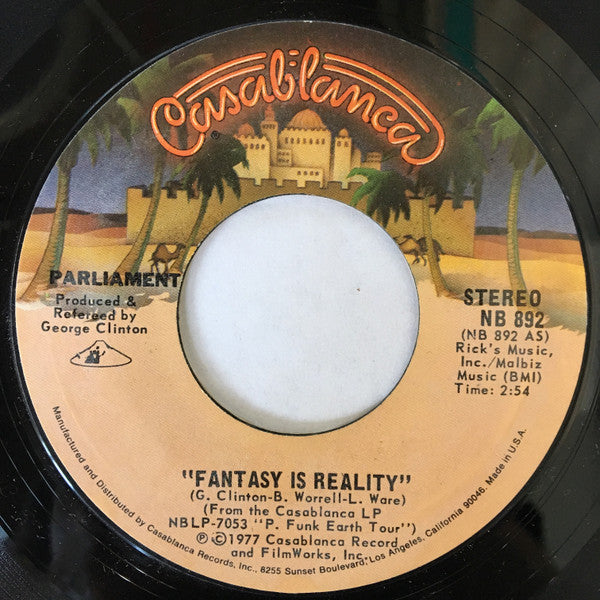 Casablanca
PARLIAMENT
Produced &
Refereed by
George Clinton
STEREO
NB 892
(NB 892 AS)
Rick's Music,
Inc./Malbiz
Music (BMI)
Time: 2:54
"FANTASY IS REALITY"
(G. Clinton-B. Worrell-L. Ware)
(From the Casablanca LP
NBLP-7053 "P. Funk Earth Tour")
℗©1977 Casablanca Record
and FilmWorks, Inc.
Manufactured and Distributed by Casablanca Records, Inc., 8255 Sunset Boulevard, Los Angeles, California 90046. Made in U.S.A.